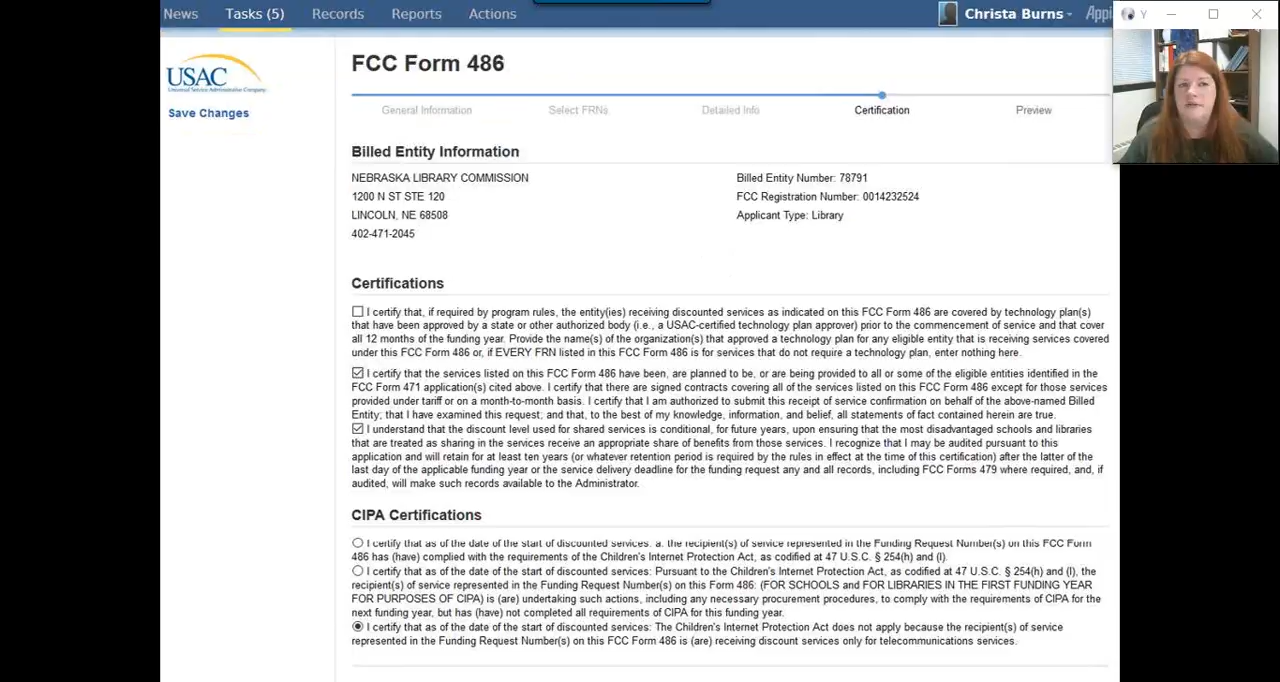 News Tasks (5) Records Reports Actions Christa Burns
Y
USAC
Universal Service Administrative Company
Save Changes
FCC Form 486
General Information Select FRNs Detailed Info Certification Preview
Billed Entity Information
NEBRASKA LIBRARY COMMISSION Billed Entity Number: 78791
1200 N ST STE 120 FCC Registration Number: 0014232524
LINCOLN, NE 68508 Applicant Type: Library
402-471-2045
Certifications
I certify that, if required by program rules, the entity(ies) receiving discounted services as indicated on this FCC Form 486 are covered by technology plan(s)
that have been approved by a state or other authorized body (i.e., a USAC-certified technology plan approver) prior to the commencement of service and that cover
all 12 months of the funding year. Provide the name(s) of the organization(s) that approved a technology plan for any eligible entity that is receiving services covered
under this FCC Form 486 or, if EVERY FRN listed in this FCC Form 486 is for services that do not require a technology plan, enter nothing here.
I certify that the services listed on this FCC Form 486 have been, are planned to be, or are being provided to all or some of the eligible entities identified in the
FCC Form 471 application(s) cited above. I certify that there are signed contracts covering all of the services listed on this FCC Form 486 except for those services
provided under tariff or on a month-to-month basis. I certify that I am authorized to submit this receipt of service confirmation on behalf of the above-named Billed
Entity; that I have examined this request; and that, to the best of my knowledge, information, and belief, all statements of fact contained herein are true.
I understand that the discount level used for shared services is conditional, for future years, upon ensuring that the most disadvantaged schools and libraries
that are treated as sharing in the services receive an appropriate share of benefits from those services. I recognize that I may be audited pursuant to this
application and will retain for at least ten years (or whatever retention period is required by the rules in effect at the time of this certification) after the latter of the
last day of the applicable funding year or the service delivery deadline for the funding request any and all records, including FCC Forms 479 where required, and, if
audited, will make such records available to the Administrator.
CIPA Certifications
I certify that as of the date of the start of discounted services: a. the recipient(s) of service represented in the Funding Request Number(s) on this FCC Form
486 has (have) complied with the requirements of the Children's Internet Protection Act, as codified at 47 U.S.C. § 254(h) and (l).
I certify that as of the date of the start of discounted services: Pursuant to the Children's Internet Protection Act, as codified at 47 U.S.C. § 254(h) and (l), the
recipient(s) of service represented in the Funding Request Number(s) on this Form 486: (FOR SCHOOLS and FOR LIBRARIES IN THE FIRST FUNDING YEAR
FOR PURPOSES OF CIPA) is (are) undertaking such actions, including any necessary procurement procedures, to comply with the requirements of CIPA for the
next funding year, but has (have) not completed all requirements of CIPA for this funding year.
I certify that as of the date of the start of discounted services: The Children's Internet Protection Act does not apply because the recipient(s) of service
represented in the Funding Request Number(s) on this FCC Form 486 is (are) receiving discount services only for telecommunications services.